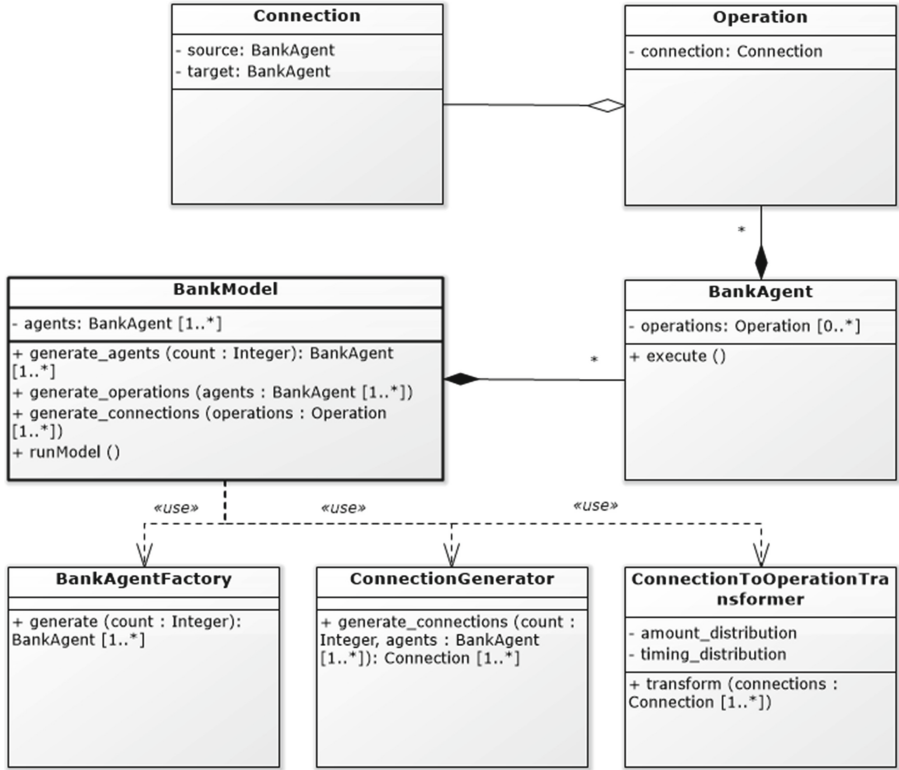 Connection
- source: BankAgent
- target: BankAgent
Operation
- connection: Connection
*
BankModel
- agents: BankAgent [1..*]
+ generate_agents (count : Integer): BankAgent
[1..*]
+ generate_operations (agents : BankAgent [1..*])
+ generate_connections (operations : Operation
[1..*])
+ runModel ()
*
BankAgent
- operations: Operation [0..*]
+ execute ()
«use»
«use»
«use»
BankAgentFactory
+ generate (count : Integer):
BankAgent [1..*]
ConnectionGenerator
+ generate_connections (count :
Integer, agents : BankAgent
[1..*]): Connection [1..*]
ConnectionToOperationTra
nsformer
- amount_distribution
- timing_distribution
+ transform (connections :
Connection [1..*])